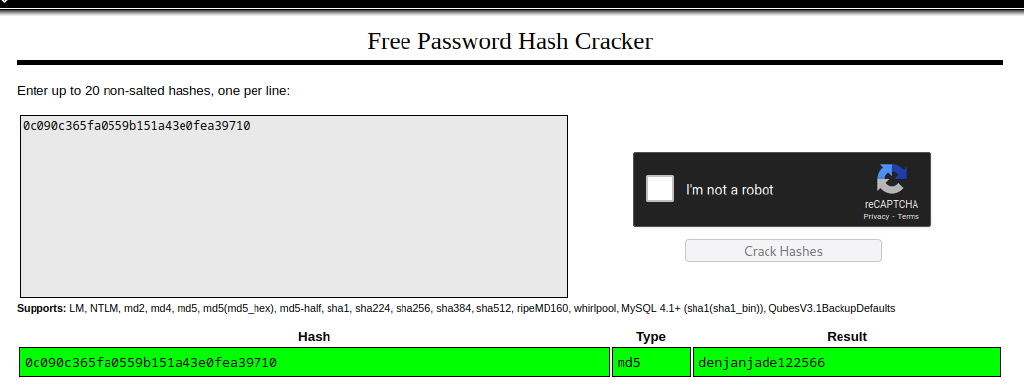 Free Password Hash Cracker
Enter up to 20 non-salted hashes, one per line:
0c090c365fa0559b151a43e0fea39710
I'm not a robot
reCAPTCHA
Privacy - Terms
Crack Hashes
Supports: LM, NTLM, md2, md4, md5, md5(md5_hex), md5-half, sha1, sha224, sha256, sha384, sha512, ripeMD160, whirlpool, MySQL 4.1+ (sha1(sha1_bin)), QubesV3.1BackupDefaults
Hash Type Result
0c090c365fa0559b151a43e0fea39710 md5 denjanjade122566